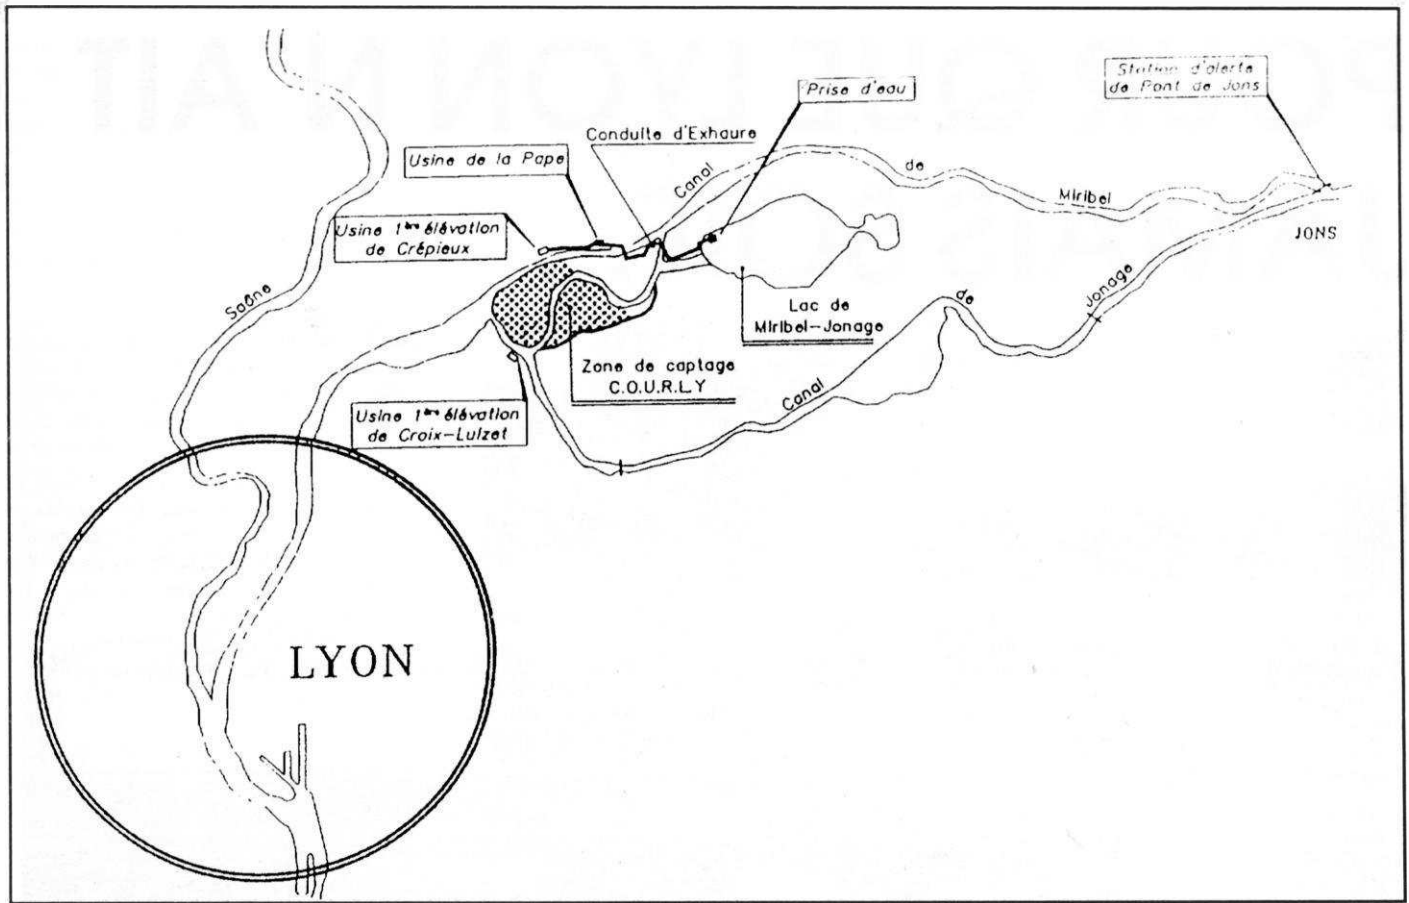 Station d'alerte
de Pont de Jons
Prise d'eau
Conduite d'Exhaure
Usine de la Pape
Canal
de
Miribel
JONS
Usine 1ère élévation
de Crépieux
Saône
Jonage
de
Canal
Lac de
Miribel-Jonage
Zone de captage
C.O.U.R.L.Y
Usine 1ère élévation
de Croix-Luizet
LYON